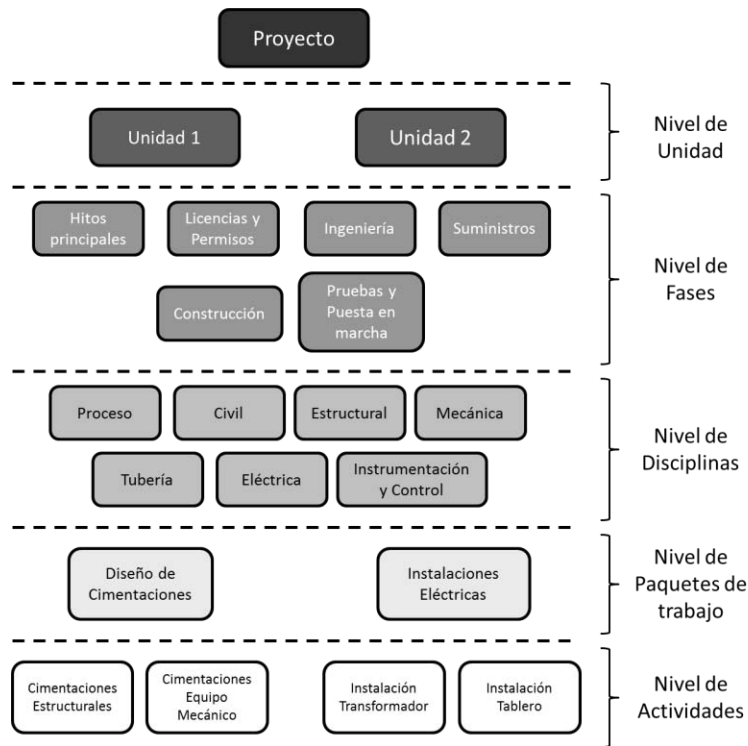 Proyecto
Unidad 1
Unidad 2
Nivel de
Unidad
Hitos
principales
Licencias y
Permisos
Ingeniería
Suministros
Construcción
Pruebas y
Puesta en
marcha
Nivel de
Fases
Proceso
Civil
Estructural
Mecánica
Tubería
Eléctrica
Instrumentación
y Control
Nivel de
Disciplinas
Diseño de
Cimentaciones
Instalaciones
Eléctricas
Nivel de
Paquetes de
trabajo
Cimentaciones
Estructurales
Cimentaciones
Equipo
Mecánico
Instalación
Transformador
Instalación
Tablero
Nivel de
Actividades